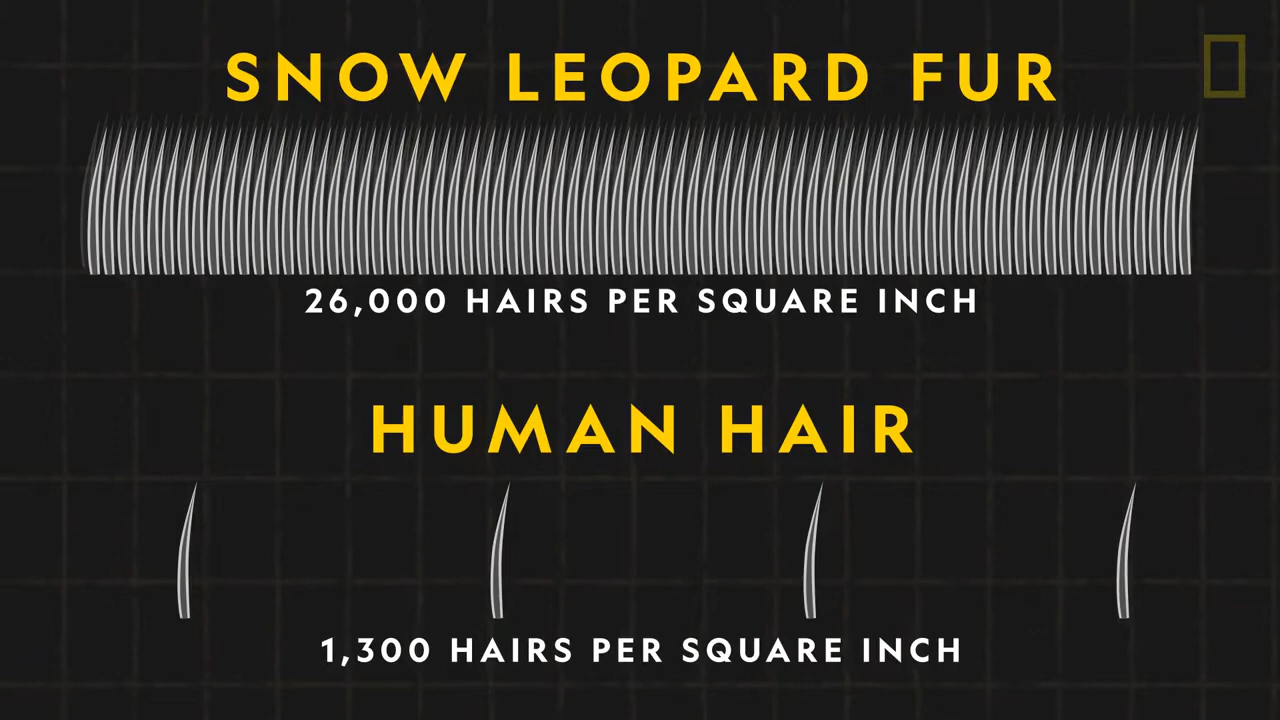 SNOW LEOPARD FUR
26,000 HAIRS PER SQUARE INCH
HUMAN HAIR
1,300 HAIRS PER SQUARE INCH